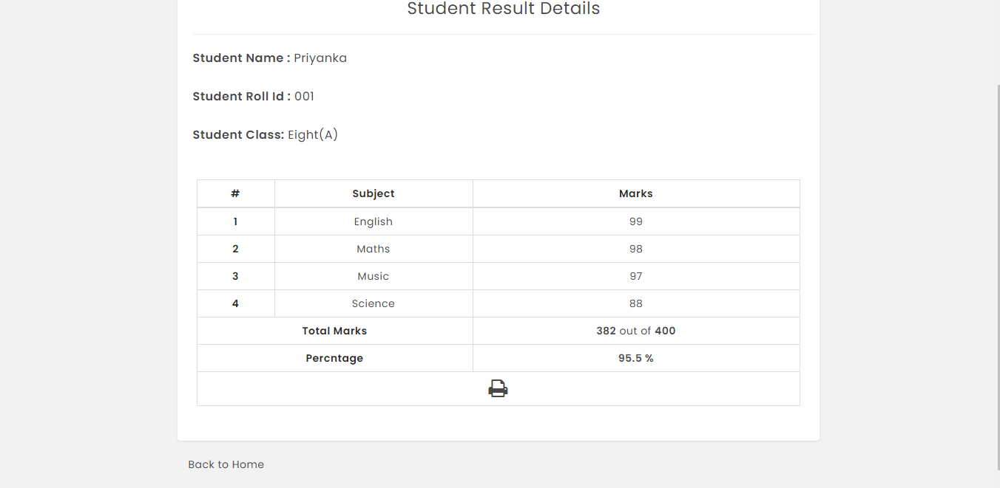 Student Result Details
Student Name : Priyanka
Student Roll Id : 001
Student Class: Eight(A)
# Subject Marks
1 English 99
2 Maths 98
3 Music 97
4 Science 88
Total Marks 382 out of 400
Percntage 95.5 %
Back to Home